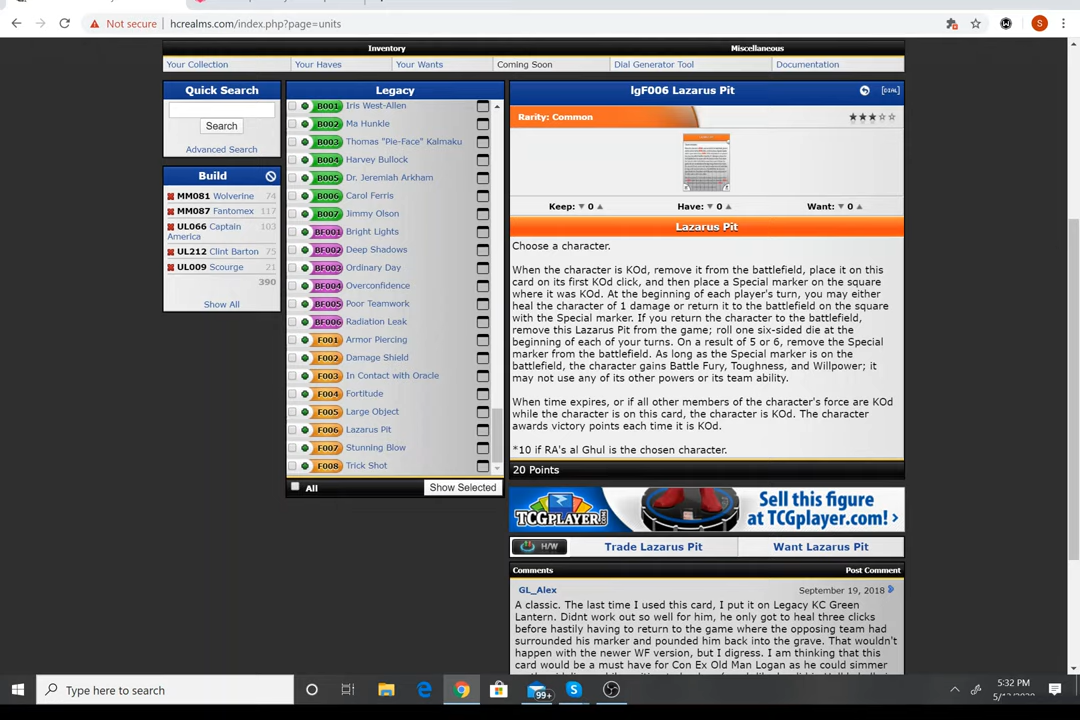 Not secure hcrealms.com/index.php?page=units
S
Inventory Miscellaneous
Your Collection Your Haves Your Wants Coming Soon Dial Generator Tool Documentation
Quick Search
Search
Advanced Search
Build
MM081 Wolverine 74
MM087 Fantomex 117
UL066 Captain America 103
UL212 Clint Barton 75
UL009 Scourge 21
390
Show All
Legacy
B001 Iris West-Allen
B002 Ma Hunkle
B003 Thomas "Pie-Face" Kalmaku
B004 Harvey Bullock
B005 Dr. Jeremiah Arkham
B006 Carol Ferris
B007 Jimmy Olson
BF001 Bright Lights
BF002 Deep Shadows
BF003 Ordinary Day
BF004 Overconfidence
BF005 Poor Teamwork
BF006 Radiation Leak
F001 Armor Piercing
F002 Damage Shield
F003 In Contact with Oracle
F004 Fortitude
F005 Large Object
F006 Lazarus Pit
F007 Stunning Blow
F008 Trick Shot
All Show Selected
lgF006 Lazarus Pit [DIAL]
Rarity: Common
Keep: 0 Have: 0 Want: 0
Lazarus Pit
Choose a character.
When the character is KOd, remove it from the battlefield, place it on this
card on its first KOd click, and then place a Special marker on the square
where it was KOd. At the beginning of each player's turn, you may either
heal the character of 1 damage or return it to the battlefield on the square
with the Special marker. If you return the character to the battlefield,
remove this Lazarus Pit from the game; roll one six-sided die at the
beginning of each of your turns. On a result of 5 or 6, remove the Special
marker from the battlefield. As long as the Special marker is on the
battlefield, the character gains Battle Fury, Toughness, and Willpower; it
may not use any of its other powers or its team ability.
When time expires, or if all other members of the character's force are KOd
while the character is on this card, the character is KOd. The character
awards victory points each time it is KOd.
*10 if RA's al Ghul is the chosen character.
20 Points
TCGPLAYER.com! Sell this figure
at TCGplayer.com! ›
H/W Trade Lazarus Pit Want Lazarus Pit
Comments Post Comment
GL_Alex September 19, 2018
A classic. The last time I used this card, I put it on Legacy KC Green
Lantern. Didnt work out so well for him, he only got to heal three clicks
before hastily having to return to the game where the opposing team had
surrounded his marker and pounded him back into the grave. That wouldn't
happen with the newer WF version, but I digress. I am thinking that this
card would be a must have for Con Ex Old Man Logan as he could simmer
Type here to search
99+
5:32 PM